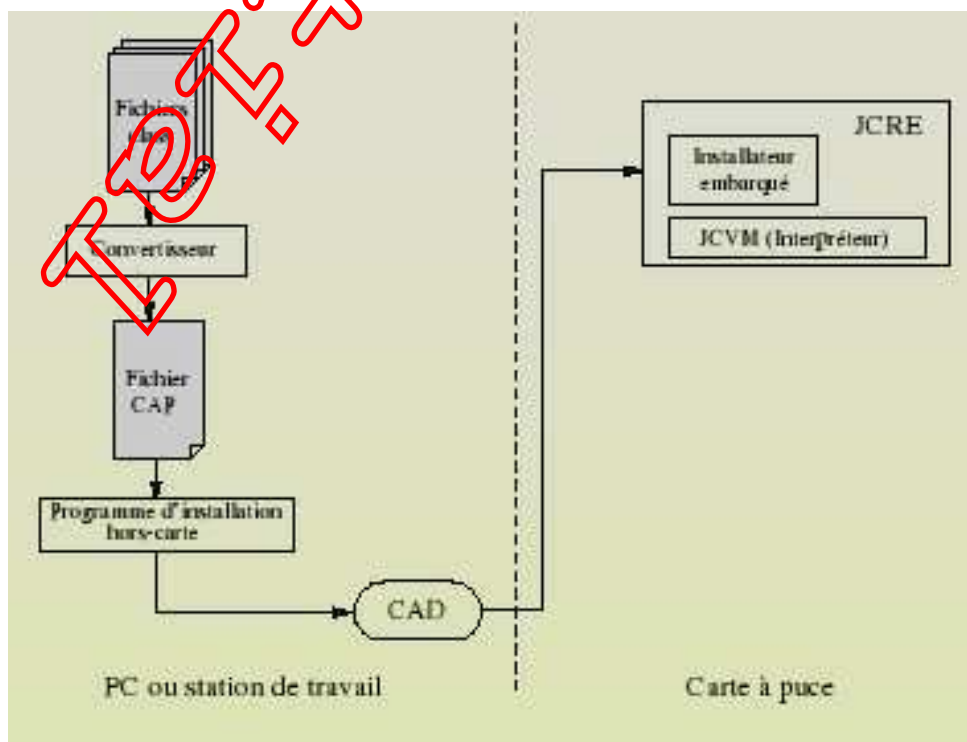 Fichiers
JCRE
Installateur
embarqué
JCVM (Interpréteur)
Convertisseur
Fichier
CAP
Programme d'installation
hors-carte
CAD
PC ou station de travail
Carte à puce